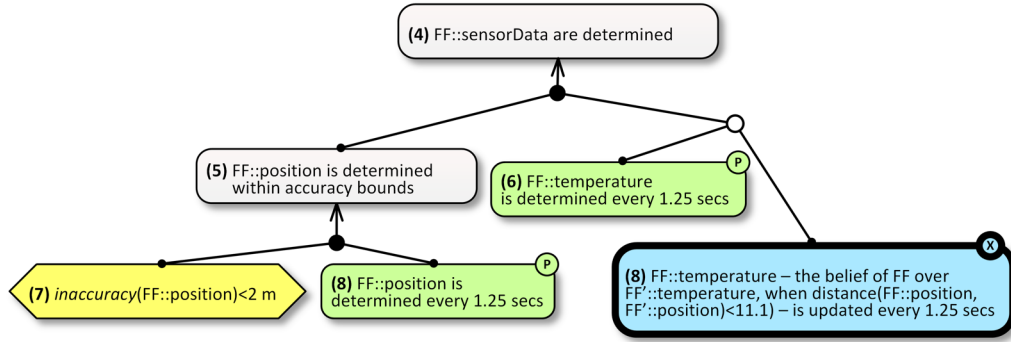 (4) FF::sensorData are determined
(5) FF::position is determined
within accuracy bounds
P
(6) FF::temperature
is determined every 1.25 secs
(7) inaccuracy(FF::position)<2 m
P
(8) FF::position is
determined every 1.25 secs
X
(8) FF::temperature – the belief of FF over
FF'::temperature, when distance(FF::position,
FF'::position)<11.1) – is updated every 1.25 secs